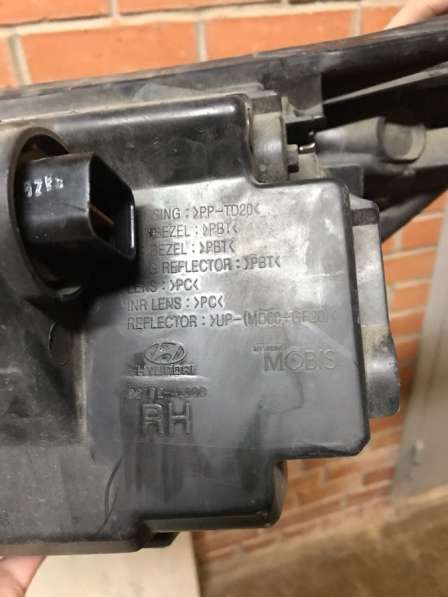 SING : >PP-TD20<
BEZEL : >PBT<
BEZEL : >PBT<
G REFLECTOR : >PBT<
LENS : >PC<
INR LENS : >PC<
REFLECTOR : >UP-(MD60+GF20)<
HYUNDAI
MOBIS
RH